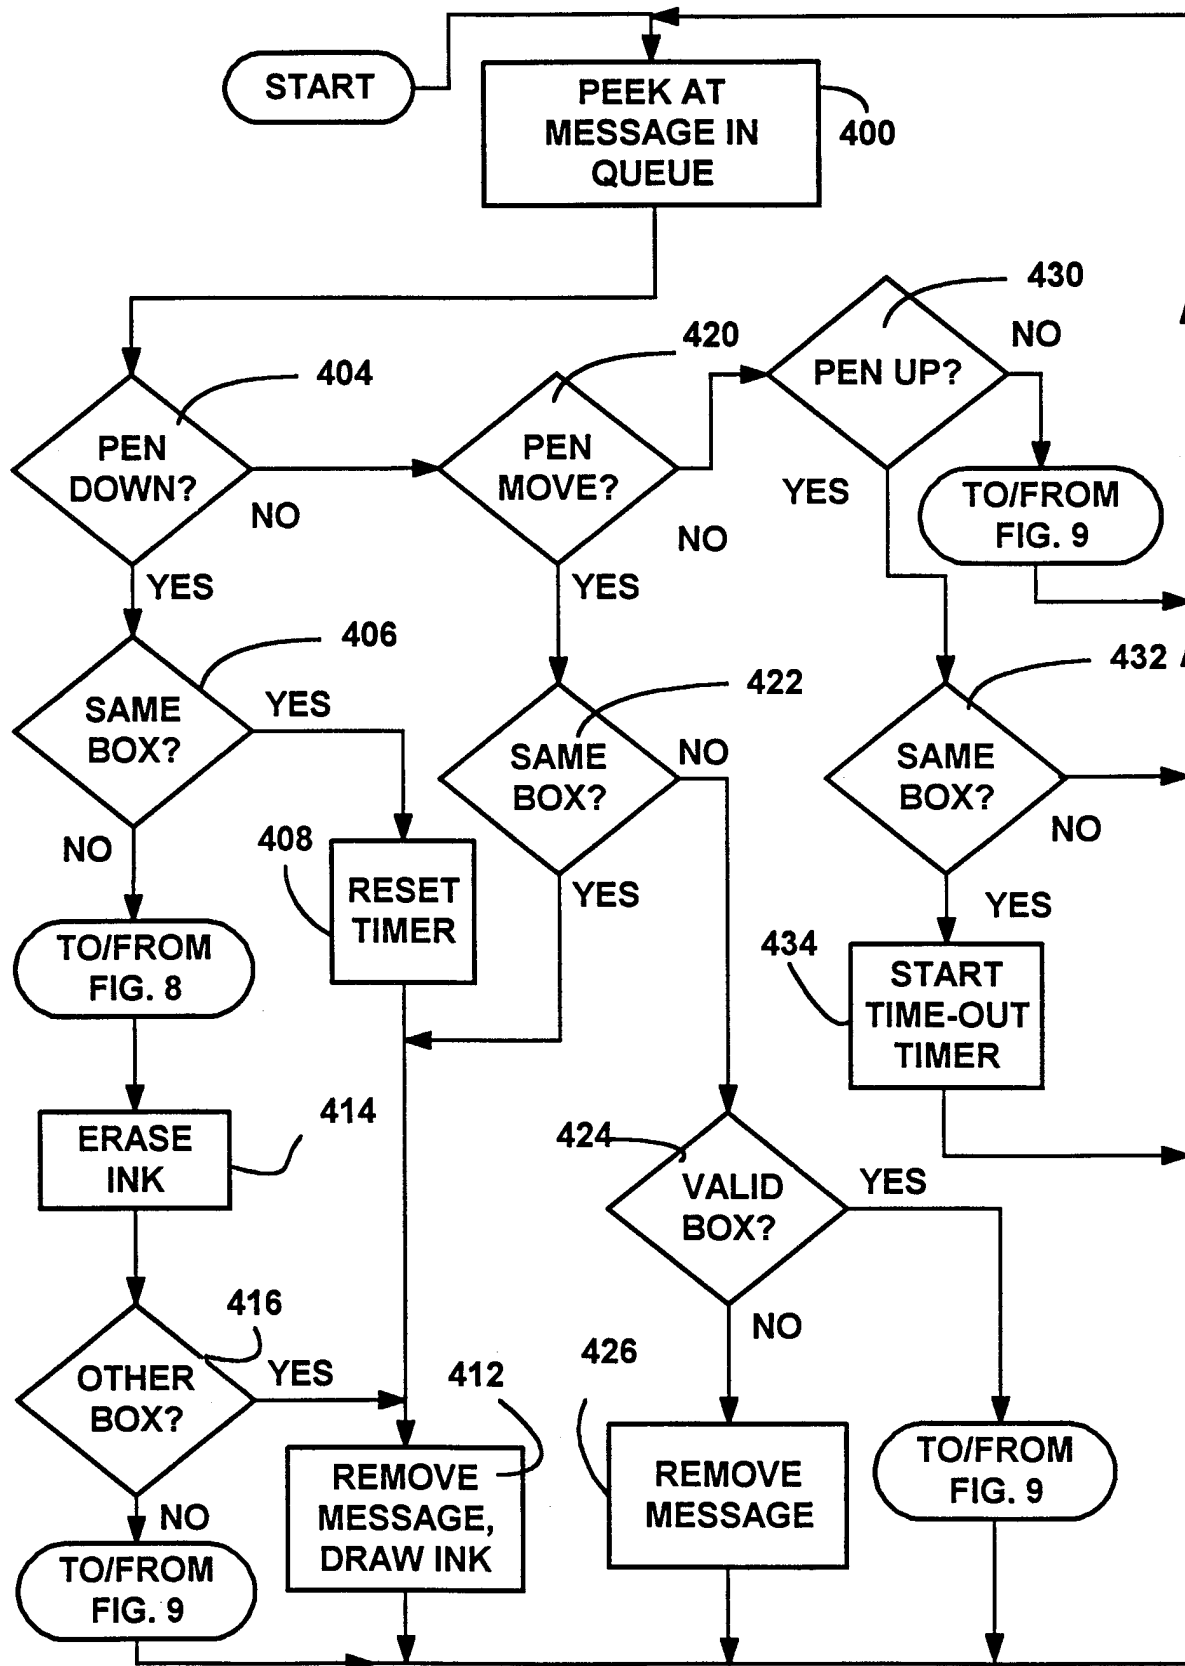 START
PEEK AT
MESSAGE IN
QUEUE
400
430
NO
420
404
PEN UP?
PEN
DOWN?
NO
PEN
MOVE?
NO
YES
TO/FROM
FIG. 9
YES
YES
406
432
422
SAME
BOX?
YES
SAME
BOX?
NO
SAME
BOX?
NO
NO
408
RESET
TIMER
YES
YES
TO/FROM
FIG. 8
434
START
TIME-OUT
TIMER
ERASE
INK
414
424
VALID
BOX?
YES
416
OTHER
BOX?
YES
NO
412
426
REMOVE
MESSAGE,
DRAW INK
REMOVE
MESSAGE
TO/FROM
FIG. 9
NO
TO/FROM
FIG. 9